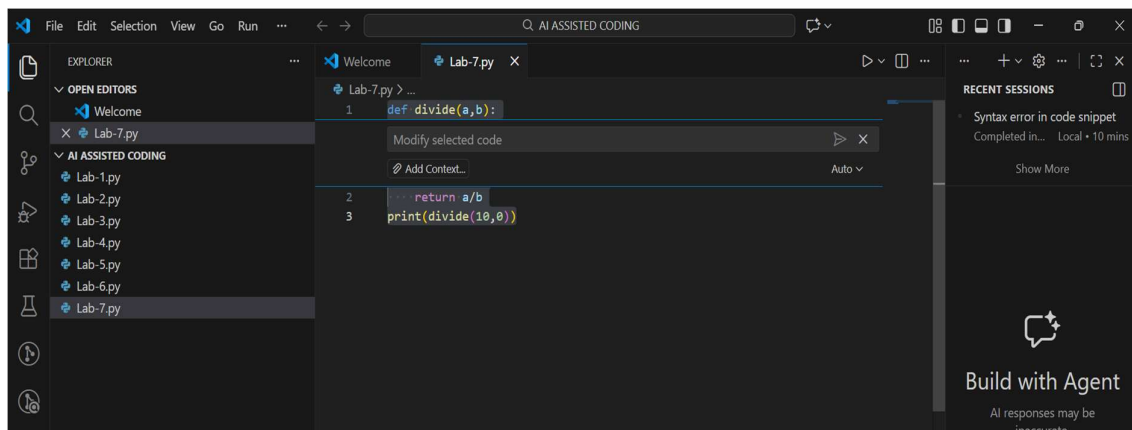 File Edit Selection View Go Run ···
AI ASSISTED CODING
EXPLORER ···
OPEN EDITORS
Welcome
Lab-7.py
AI ASSISTED CODING
Lab-1.py
Lab-2.py
Lab-3.py
Lab-4.py
Lab-5.py
Lab-6.py
Lab-7.py
Welcome Lab-7.py
Lab-7.py > ...
1 def divide(a,b):
Modify selected code
Add Context...
Auto
2 return a/b
3 print(divide(10,0))
RECENT SESSIONS
Syntax error in code snippet
Completed in... Local • 10 mins
Show More
Build with Agent
AI responses may be
inaccurate